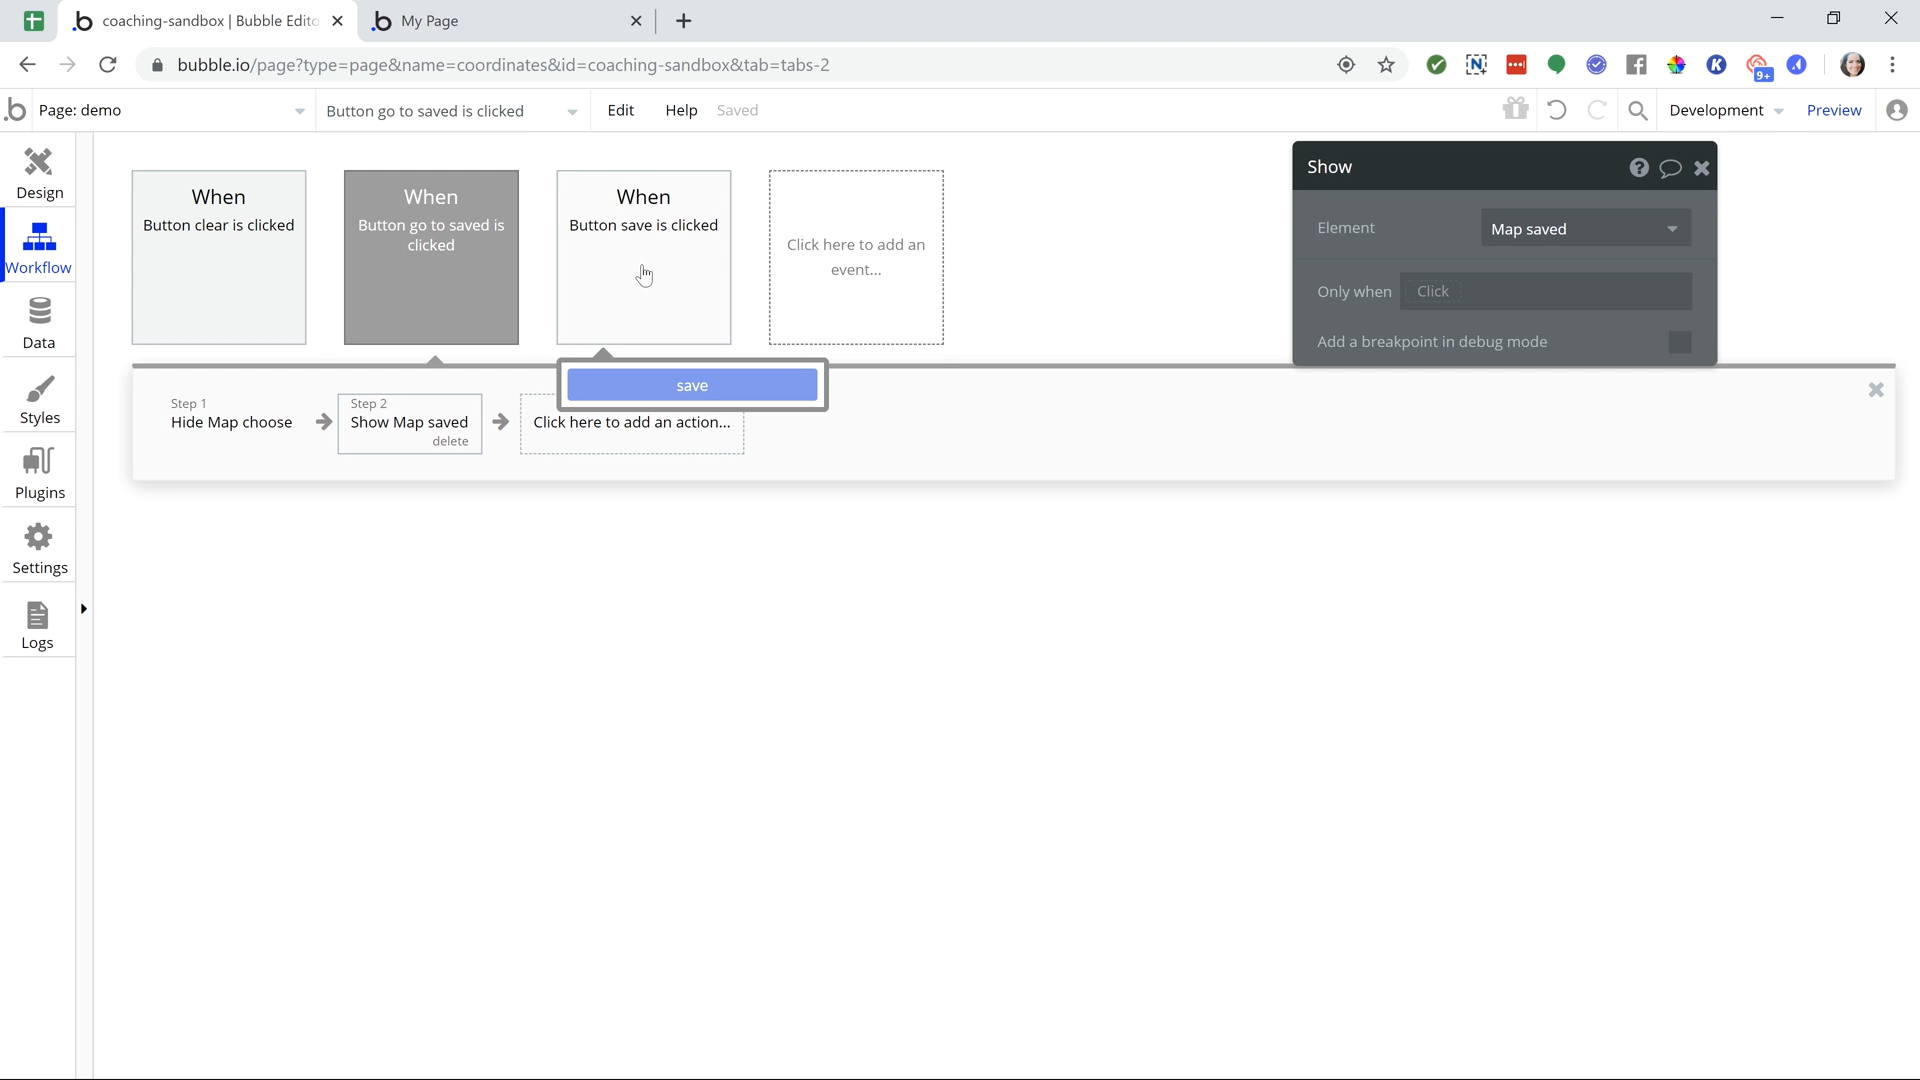 coaching-sandbox | Bubble Edito
My Page
bubble.io/page?type=page&name=coordinates&id=coaching-sandbox&tab=tabs-2
9+
Page: demo
Button go to saved is clicked
Edit
Help
Saved
Development
Preview
Design
Workflow
Data
Styles
Plugins
Settings
Logs
When
Button clear is clicked
When
Button go to saved is
clicked
When
Button save is clicked
Click here to add an
event...
save
Step 1
Hide Map choose
Step 2
Show Map saved
delete
Click here to add an action...
Show
Element
Map saved
Only when
Click
Add a breakpoint in debug mode